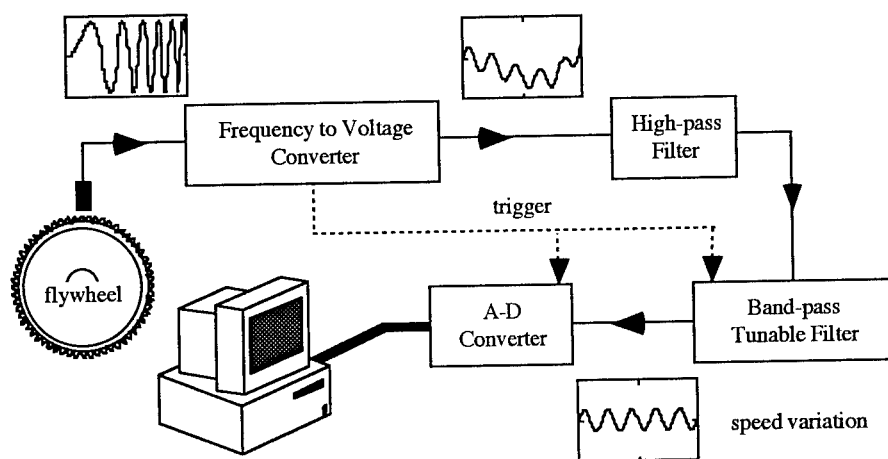 Frequency to Voltage
Converter
High-pass
Filter
trigger
flywheel
A-D
Converter
Band-pass
Tunable Filter
speed variation